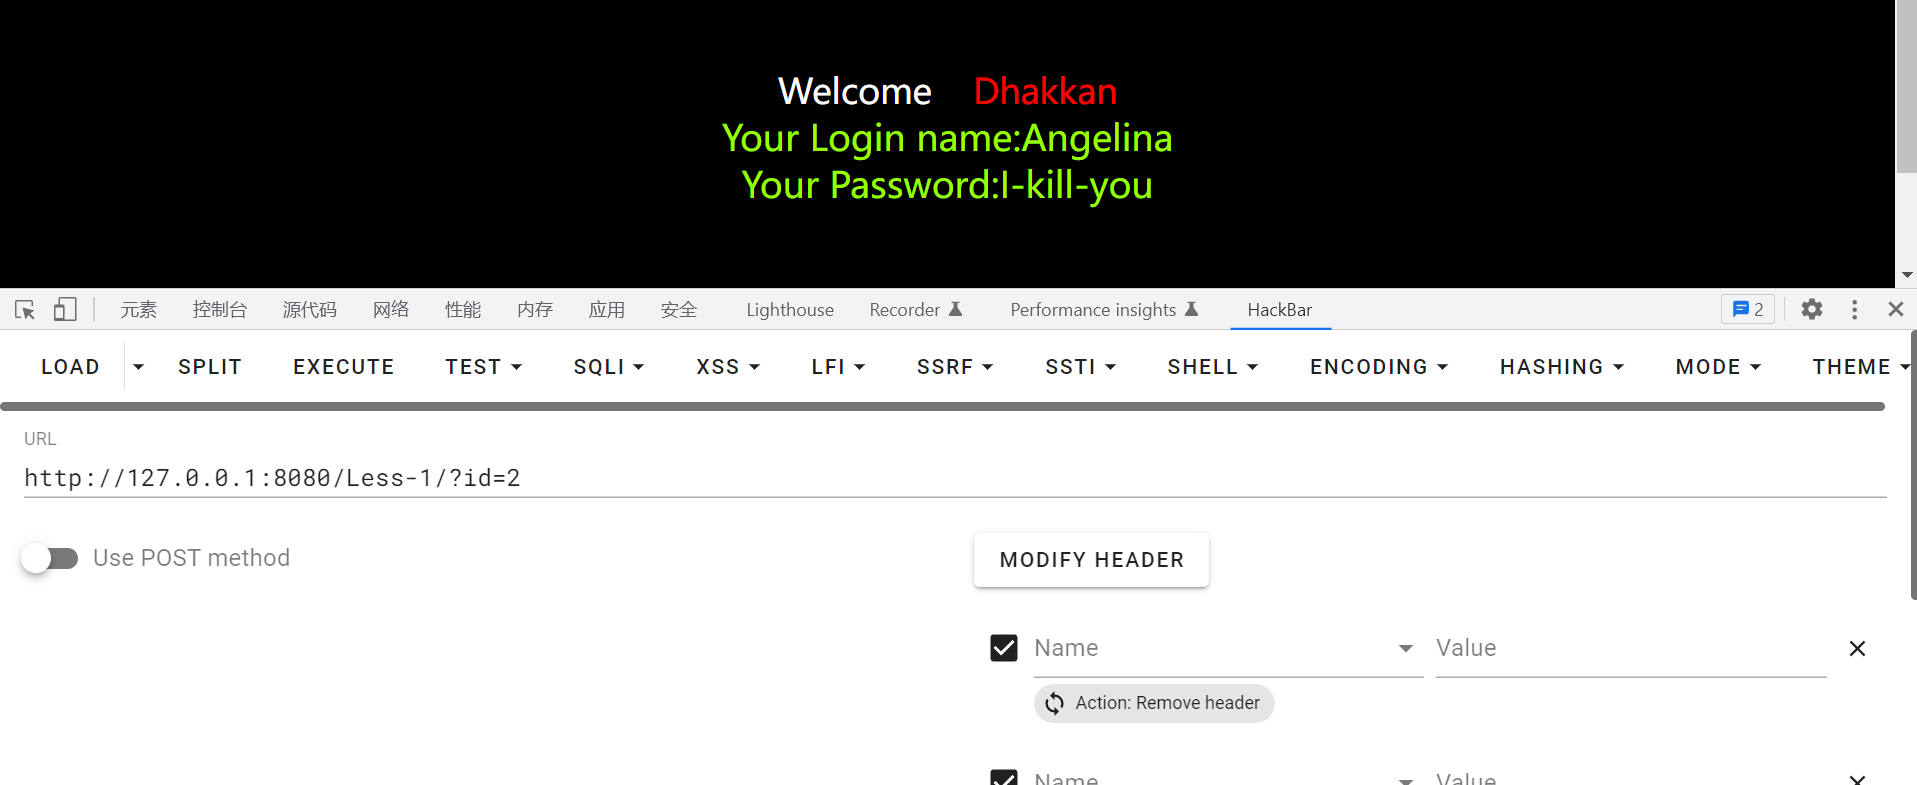 Welcome Dhakkan
Your Login name:Angelina
Your Password:I-kill-you
元素 控制台 源代码 网络 性能 内存 应用 安全 Lighthouse Recorder Performance insights HackBar 2
LOAD SPLIT EXECUTE TEST SQLI XSS LFI SSRF SSTI SHELL ENCODING HASHING MODE THEME
URL
http://127.0.0.1:8080/Less-1/?id=2
Use POST method MODIFY HEADER
Name Value
Action: Remove header
Name Value